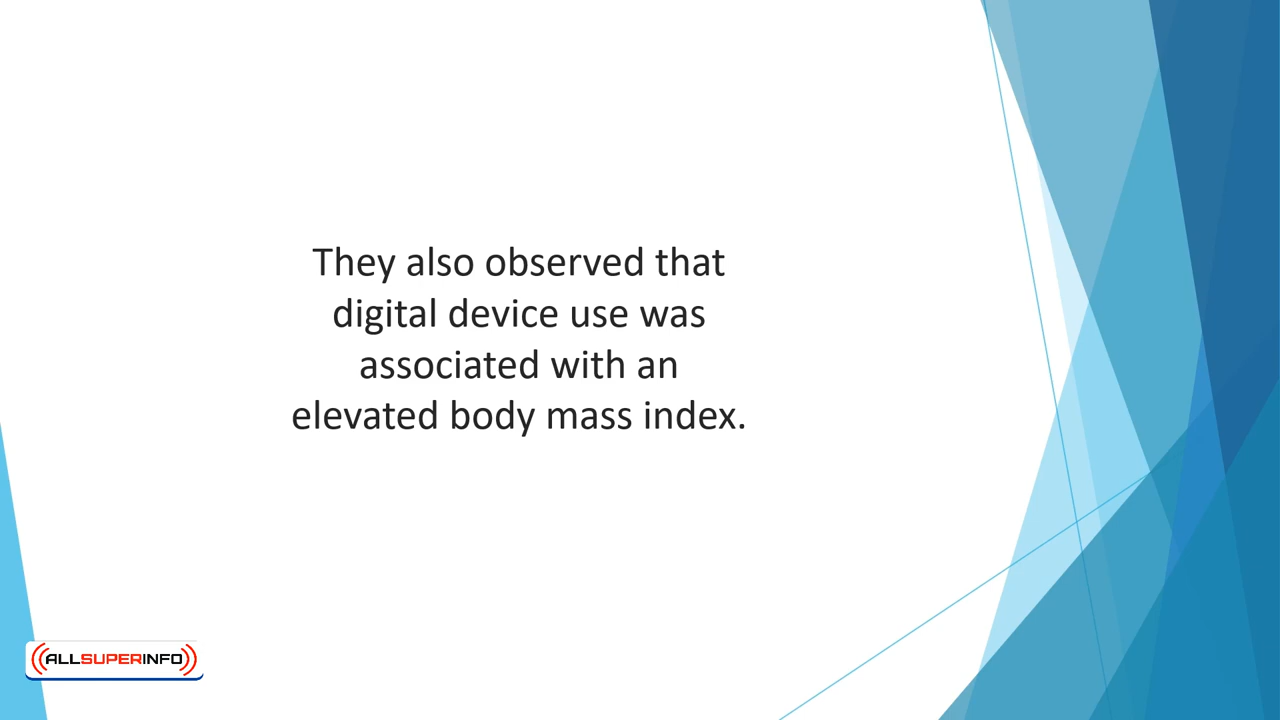 They also observed that
digital device use was
associated with an
elevated body mass index.
ALLSUPERINFO